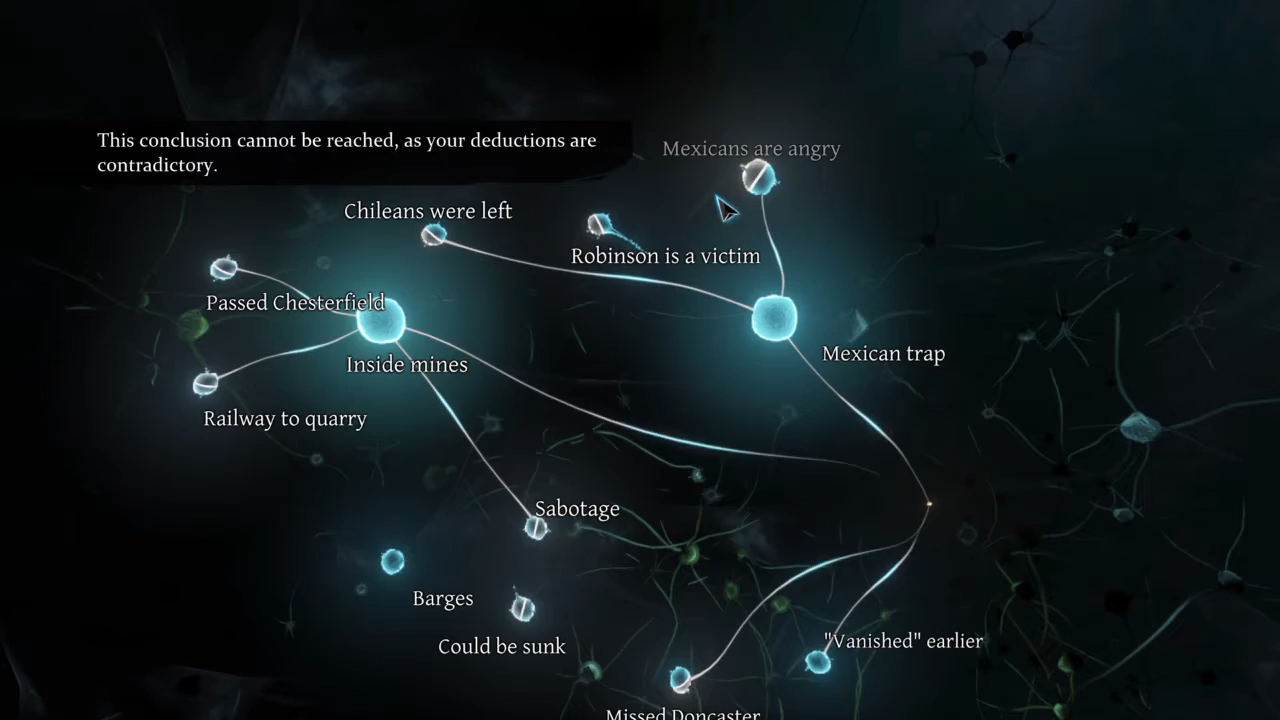 This conclusion cannot be reached, as your deductions are
contradictory.
Mexicans are angry
Chileans were left
Robinson is a victim
Passed Chesterfield
Inside mines
Mexican trap
Railway to quarry
Sabotage
Barges
Could be sunk
"Vanished" earlier
Missed Doncaster